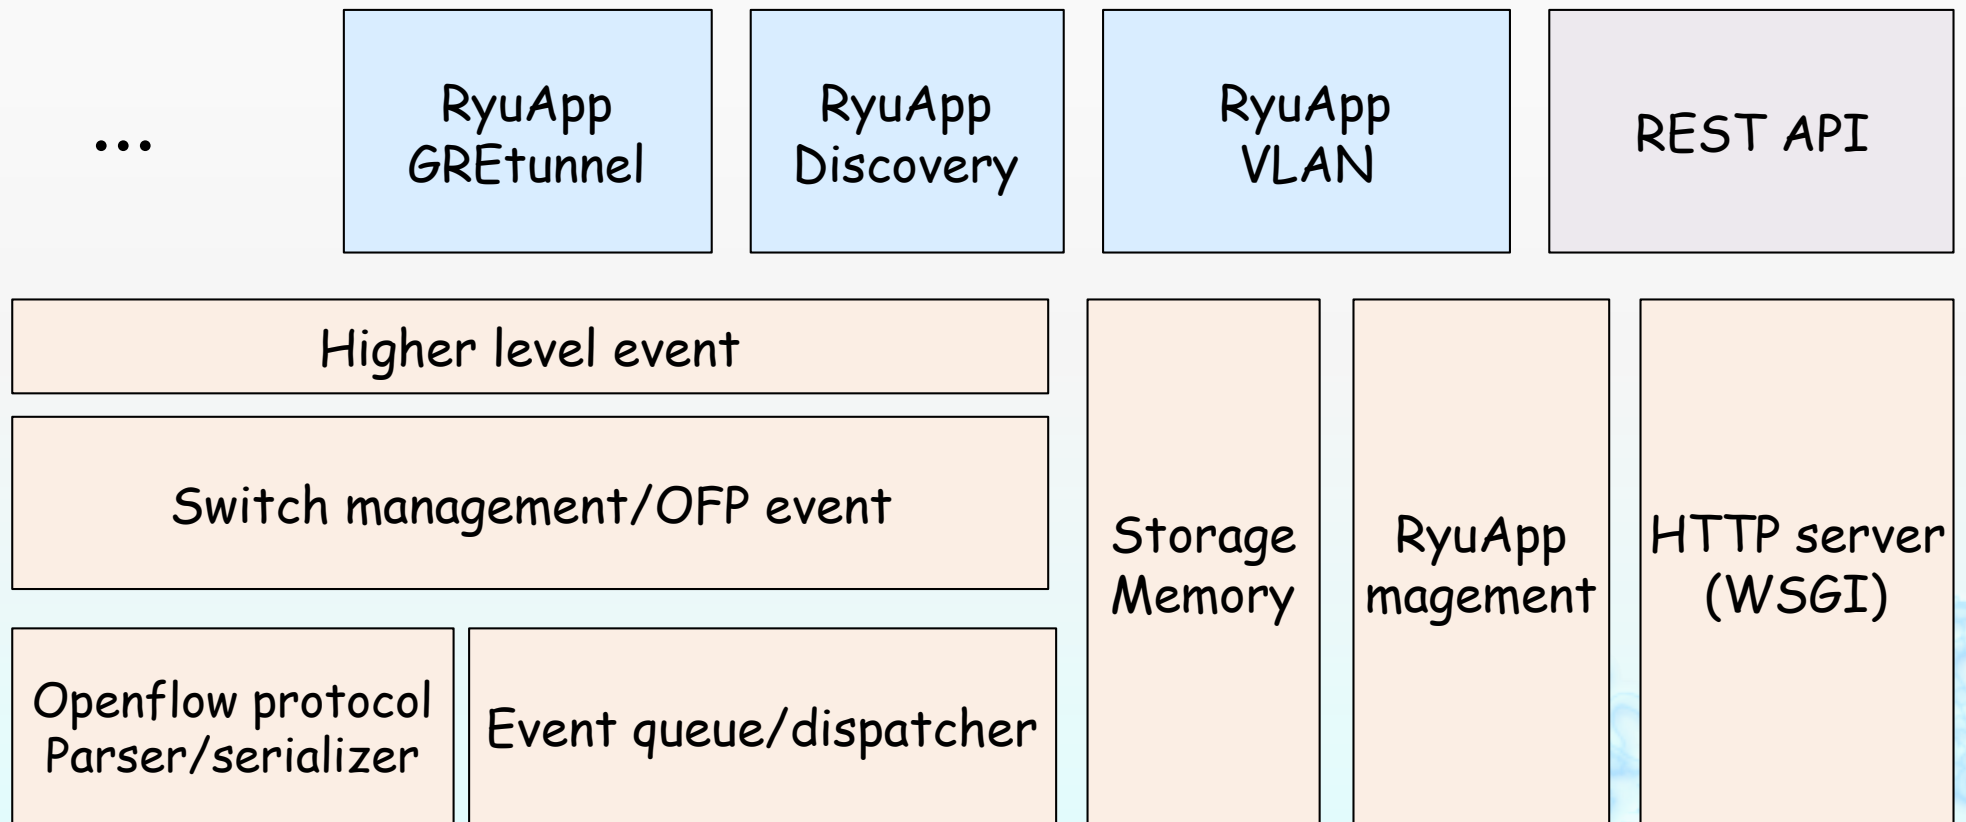 ...
RyuApp
GREtunnel
RyuApp
Discovery
RyuApp
VLAN
REST API
Higher level event
Switch management/OFP event
Openflow protocol
Parser/serializer
Event queue/dispatcher
Storage
Memory
RyuApp
magement
HTTP server
(WSGI)